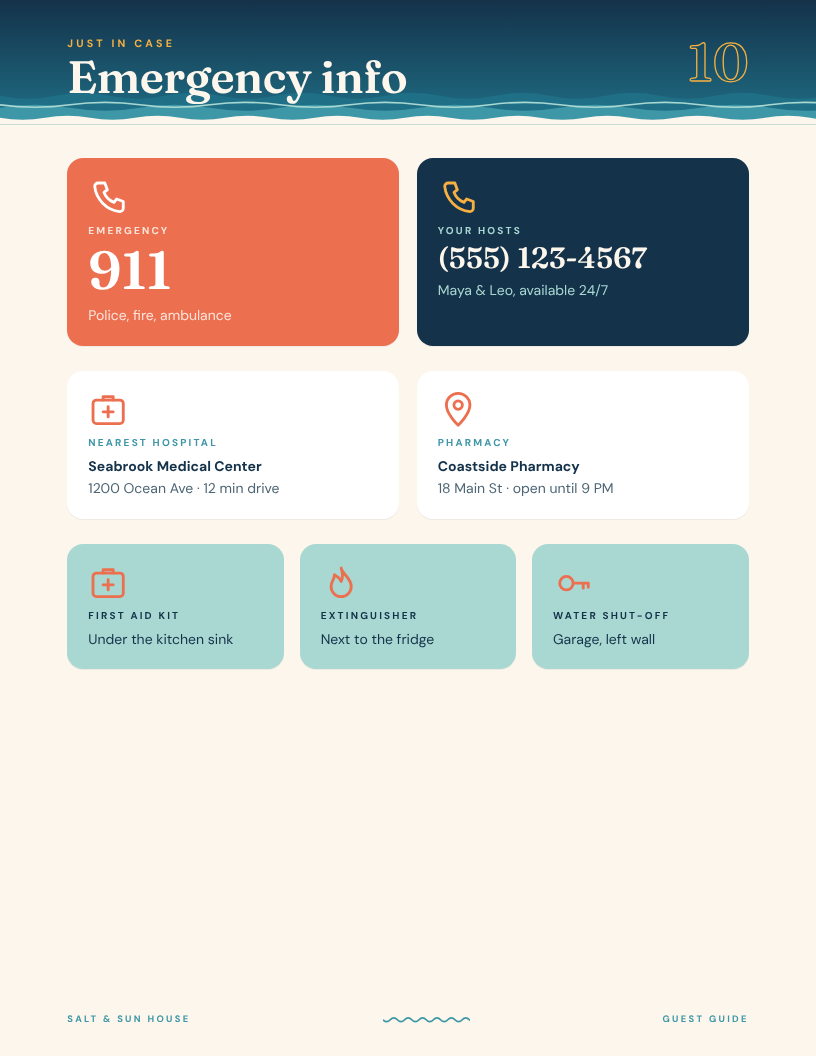 JUST IN CASE
Emergency info
10
EMERGENCY
911
Police, fire, ambulance
YOUR HOSTS
(555) 123-4567
Maya & Leo, available 24/7
NEAREST HOSPITAL
Seabrook Medical Center
1200 Ocean Ave · 12 min drive
PHARMACY
Coastside Pharmacy
18 Main St · open until 9 PM
FIRST AID KIT
Under the kitchen sink
EXTINGUISHER
Next to the fridge
WATER SHUT-OFF
Garage, left wall
SALT & SUN HOUSE
GUEST GUIDE